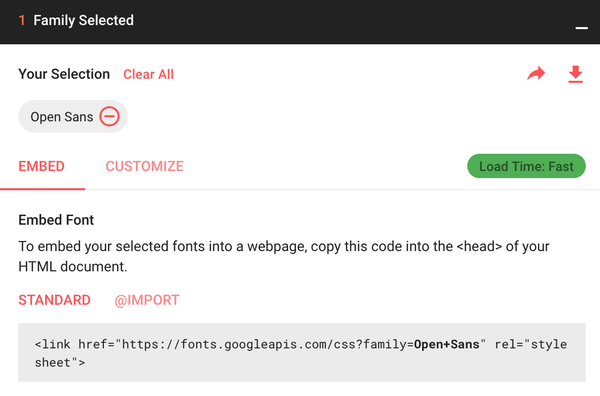 1 Family Selected
Your Selection Clear All
Open Sans
EMBED CUSTOMIZE Load Time: Fast
Embed Font
To embed your selected fonts into a webpage, copy this code into the <head> of your
HTML document.
STANDARD @IMPORT
<link href="https://fonts.googleapis.com/css?family=Open+Sans" rel="style
sheet">